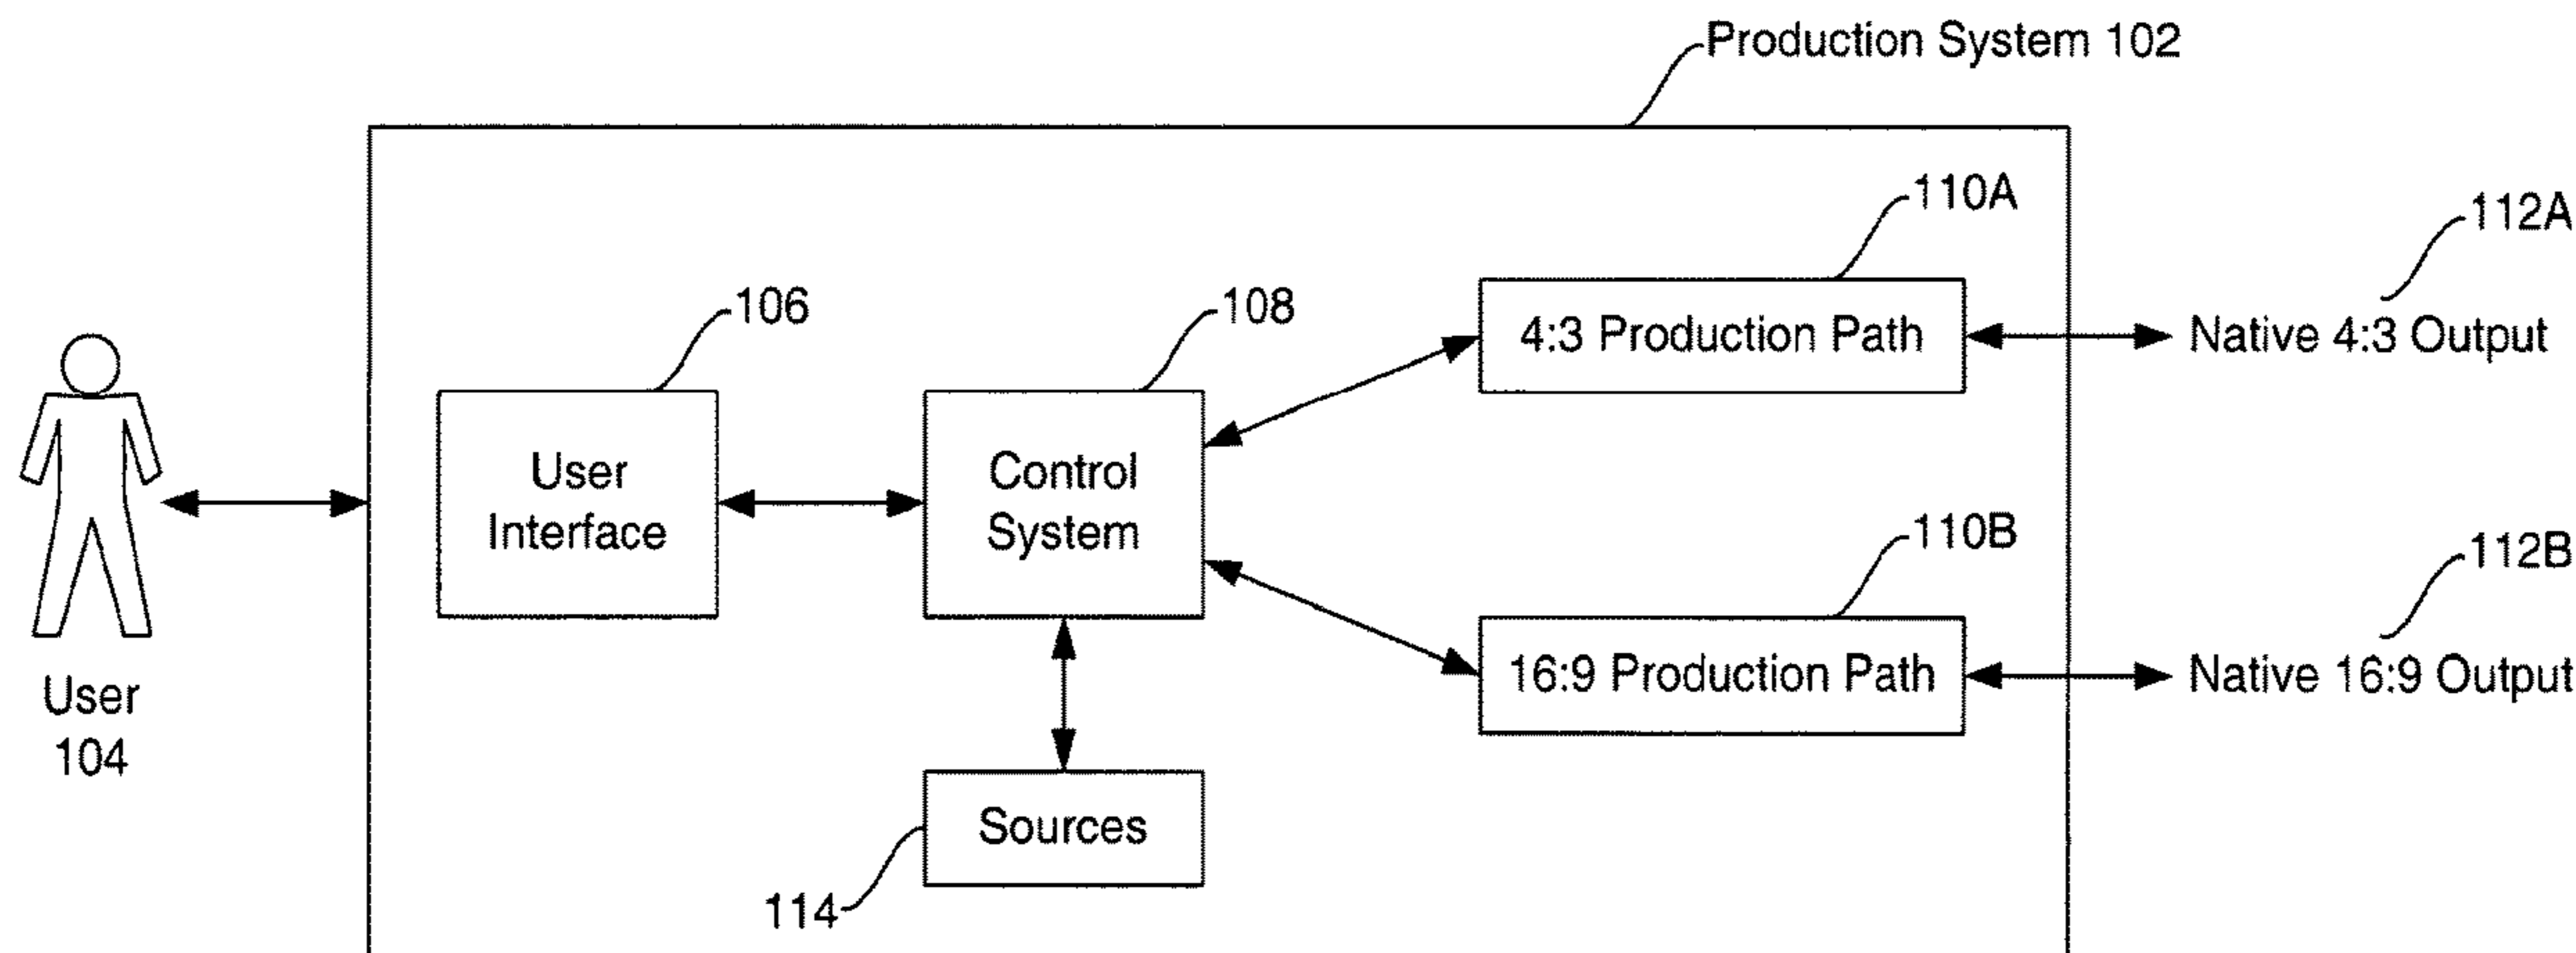 Production System 102
110A
112A
106
108
4:3 Production Path
Native 4:3 Output
User
Interface
Control
System
110B
112B
16:9 Production Path
Native 16:9 Output
User
104
Sources
114